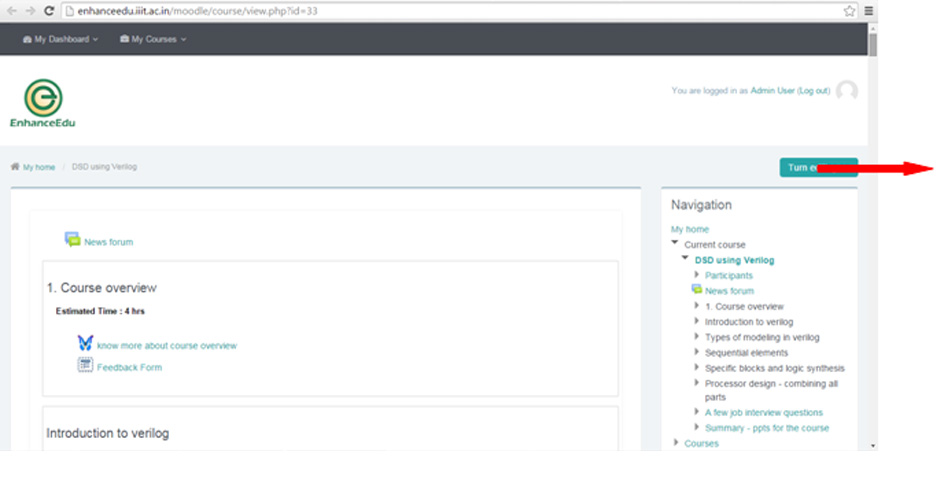 enhanceedu.iiit.ac.in/moodle/course/view.php?id=33
My Dashboard My Courses
You are logged in as Admin User (Log out)
EnhanceEdu
My home / DSD using Verilog
Turn
News forum
1. Course overview
Estimated Time : 4 hrs
know more about course overview
Feedback Form
Introduction to verilog
Navigation
My home
Current course
DSD using Verilog
Participants
News forum
1. Course overview
Introduction to verilog
Types of modeling in verilog
Sequential elements
Specific blocks and logic synthesis
Processor design - combining all
parts
A few job interview questions
Summary - ppts for the course
Courses